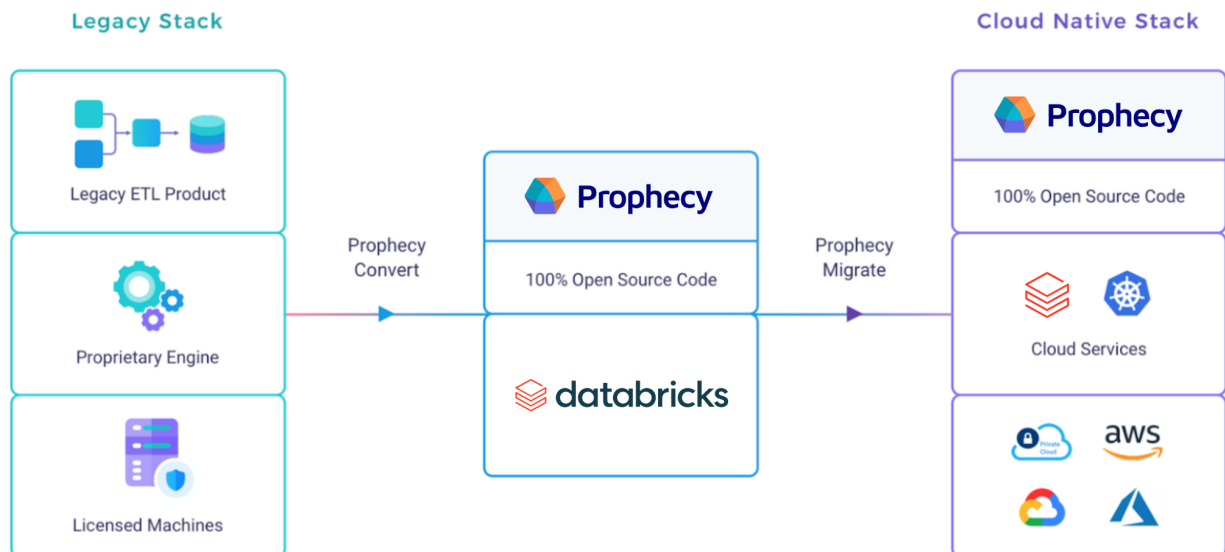 Legacy Stack
Legacy ETL Product
Proprietary Engine
Licensed Machines
Prophecy
Convert
Prophecy
100% Open Source Code
databricks
Prophecy
Migrate
Cloud Native Stack
Prophecy
100% Open Source Code
Cloud Services
Private
Cloud
aws